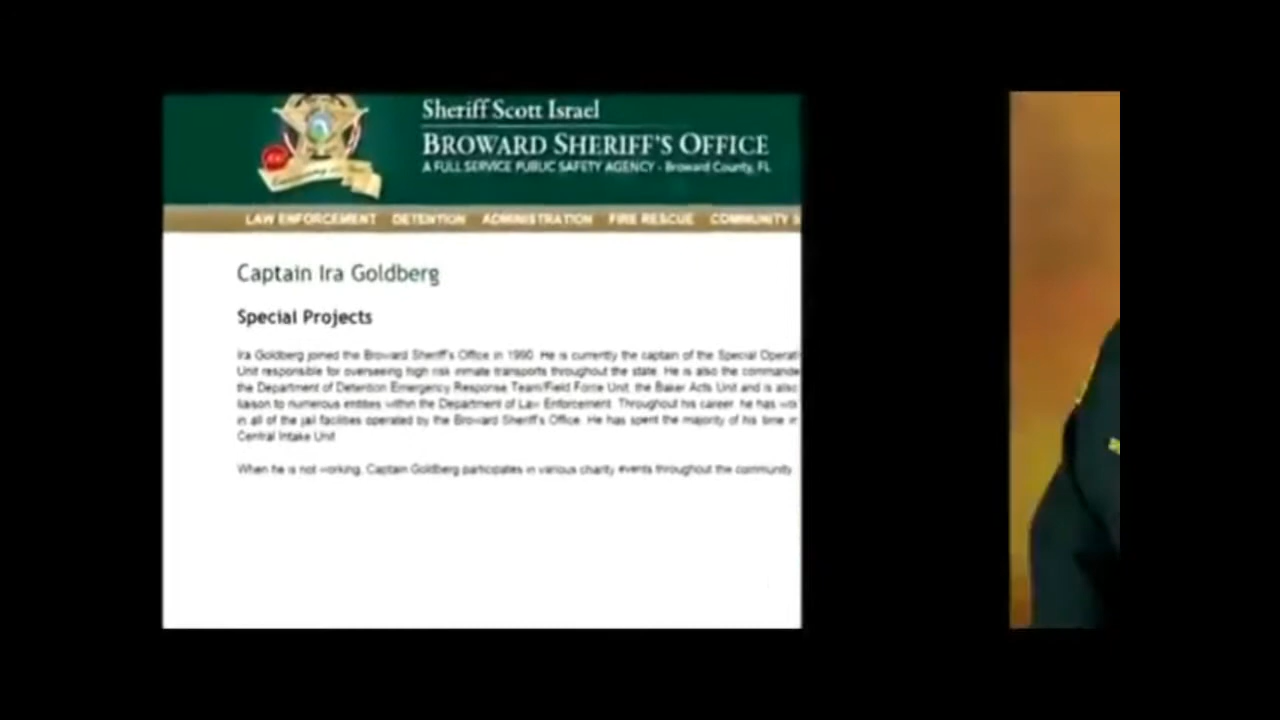 Sheriff Scott Israel
BROWARD SHERIFF'S OFFICE
A FULL SERVICE PUBLIC SAFETY AGENCY - Broward County, FL
LAW ENFORCEMENT DETENTION ADMINISTRATION FIRE RESCUE COMMUNITY S
Captain Ira Goldberg
Special Projects
Ira Goldberg joined the Broward Sheriff's Office in 1990. He is currently the captain of the Special Operati
Unit responsible for overseeing high risk inmate transports throughout the state. He is also the commande
the Department of Detention Emergency Response Team/Field Force Unit, the Baker Acts Unit and is also
liaison to numerous entities within the Department of Law Enforcement. Throughout his career, he has wor
in all of the jail facilities operated by the Broward Sheriff's Office. He has spent the majority of his time in
Central Intake Unit
When he is not working, Captain Goldberg participates in various charity events throughout the community